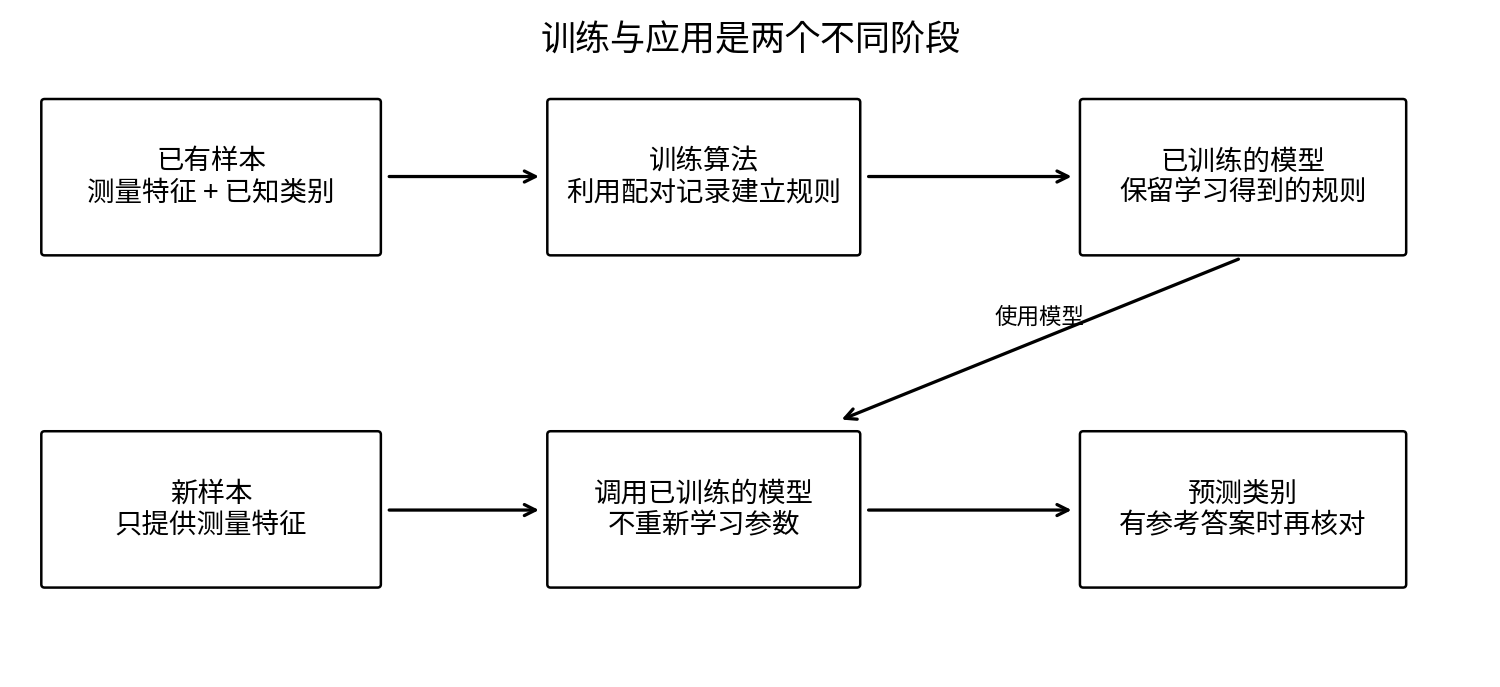 训练与应用是两个不同阶段
已有样本
测量特征 + 已知类别
训练算法
利用配对记录建立规则
已训练的模型
保留学习得到的规则
使用模型
新样本
只提供测量特征
调用已训练的模型
不重新学习参数
预测类别
有参考答案时再核对